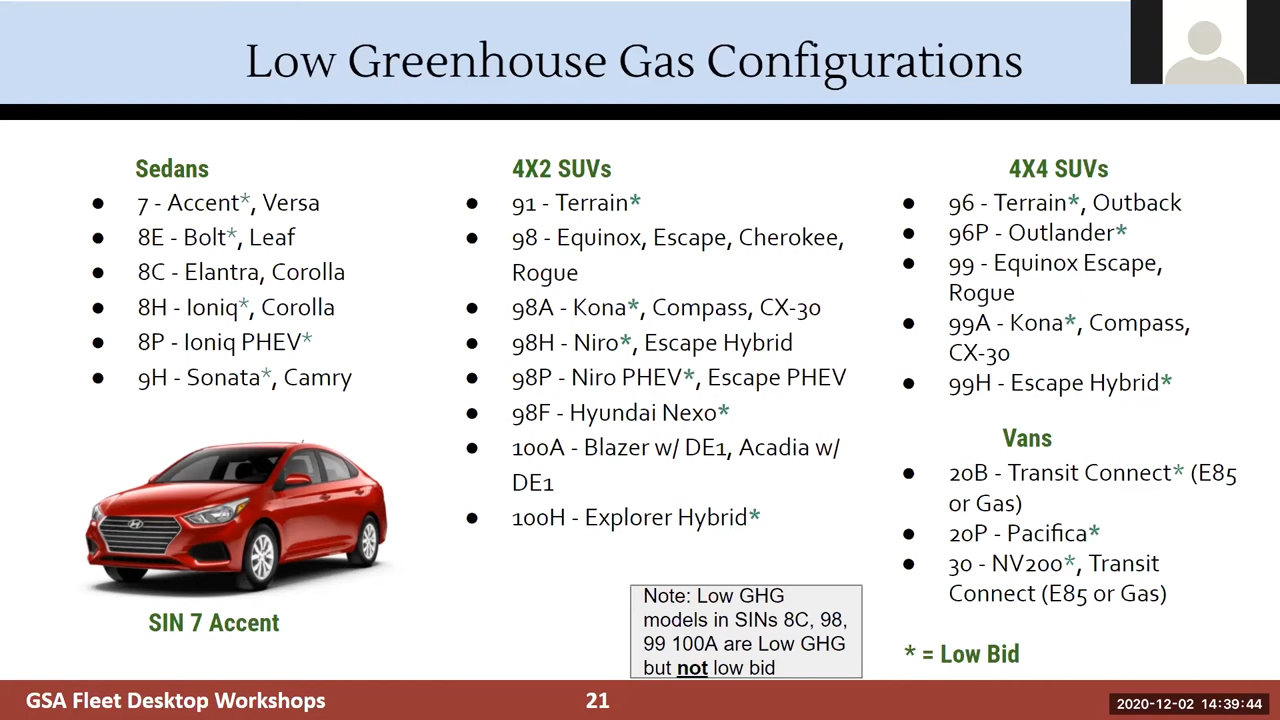 Low Greenhouse Gas Configurations
Sedans
7 - Accent*, Versa
8E - Bolt*, Leaf
8C - Elantra, Corolla
8H - Ioniq*, Corolla
8P - Ioniq PHEV*
9H - Sonata*, Camry
SIN 7 Accent
4X2 SUVs
91 - Terrain*
98 - Equinox, Escape, Cherokee,
Rogue
98A - Kona*, Compass, CX-30
98H - Niro*, Escape Hybrid
98P - Niro PHEV*, Escape PHEV
98F - Hyundai Nexo*
100A - Blazer w/ DE1, Acadia w/
DE1
100H - Explorer Hybrid*
Note: Low GHG
models in SINs 8C, 98,
99 100A are Low GHG
but not low bid
4X4 SUVs
96 - Terrain*, Outback
96P - Outlander*
99 - Equinox Escape,
Rogue
99A - Kona*, Compass,
CX-30
99H - Escape Hybrid*
Vans
20B - Transit Connect* (E85
or Gas)
20P - Pacifica*
30 - NV200*, Transit
Connect (E85 or Gas)
* = Low Bid
GSA Fleet Desktop Workshops
21
2020-12-02 14:39:44